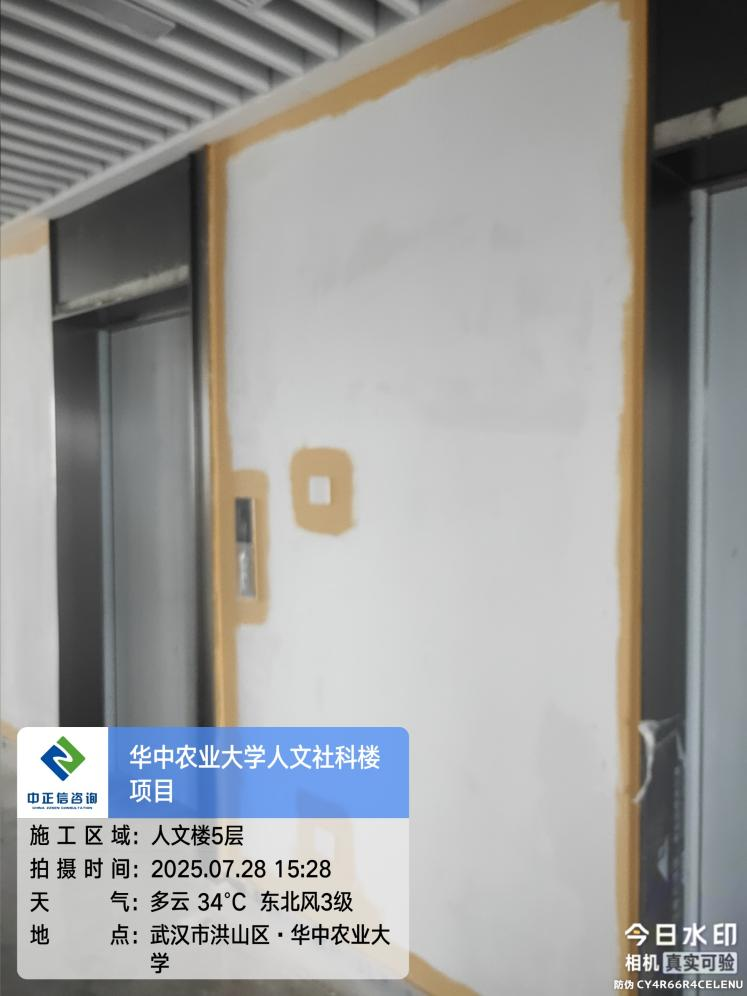 华中农业大学人文社科楼
项目
中正信咨询
CHINA ZENXN CONSULTATION
施工区域：人文楼5层
拍摄时间：2025.07.28 15:28
天气：多云 34℃ 东北风3级
地点：武汉市洪山区·华中农业大
学
今日水印
相机 真实可验
防伪 CY4R66R4CELENU